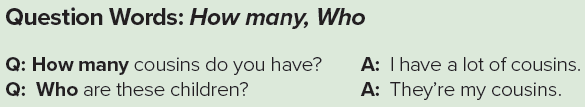 Question Words: How many, Who
Q: How many cousins do you have? A: I have a lot of cousins.
Q: Who are these children? A: They're my cousins.